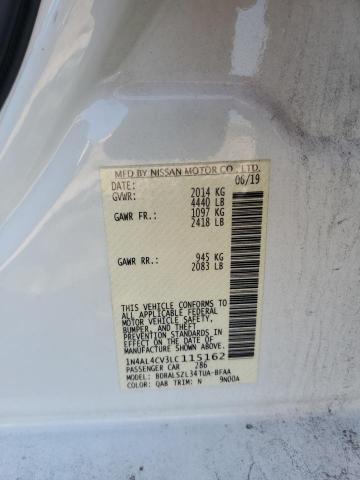 MFD BY NISSAN MOTOR CO., LTD.
DATE: 06/19
GVWR: 2014 KG
4440 LB
GAWR FR.: 1097 KG
2418 LB
GAWR RR: 945 KG
2083 LB
THIS VEHICLE CONFORMS TO ALL
APPLICABLE FEDERAL
MOTOR VEHICLE SAFETY,
BUMPER, AND THEFT
PREVENTION STANDARDS
IN EFFECT ON THE DATE
OF MANUFACTURE SHOWN ABOVE.
1N4AL4CV3LC115162
PASSENGER CAR 286
MODEL: BDRALSZL34TUA-BFAA
COLOR: QAB TRIM: N 9N00A